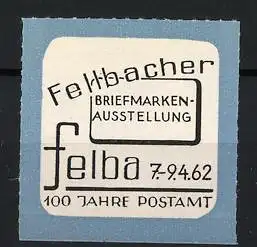 Fellbacher
BRIEFMARKEN-
AUSSTELLUNG
felba 7.-9.4.62
100 JAHRE POSTAMT